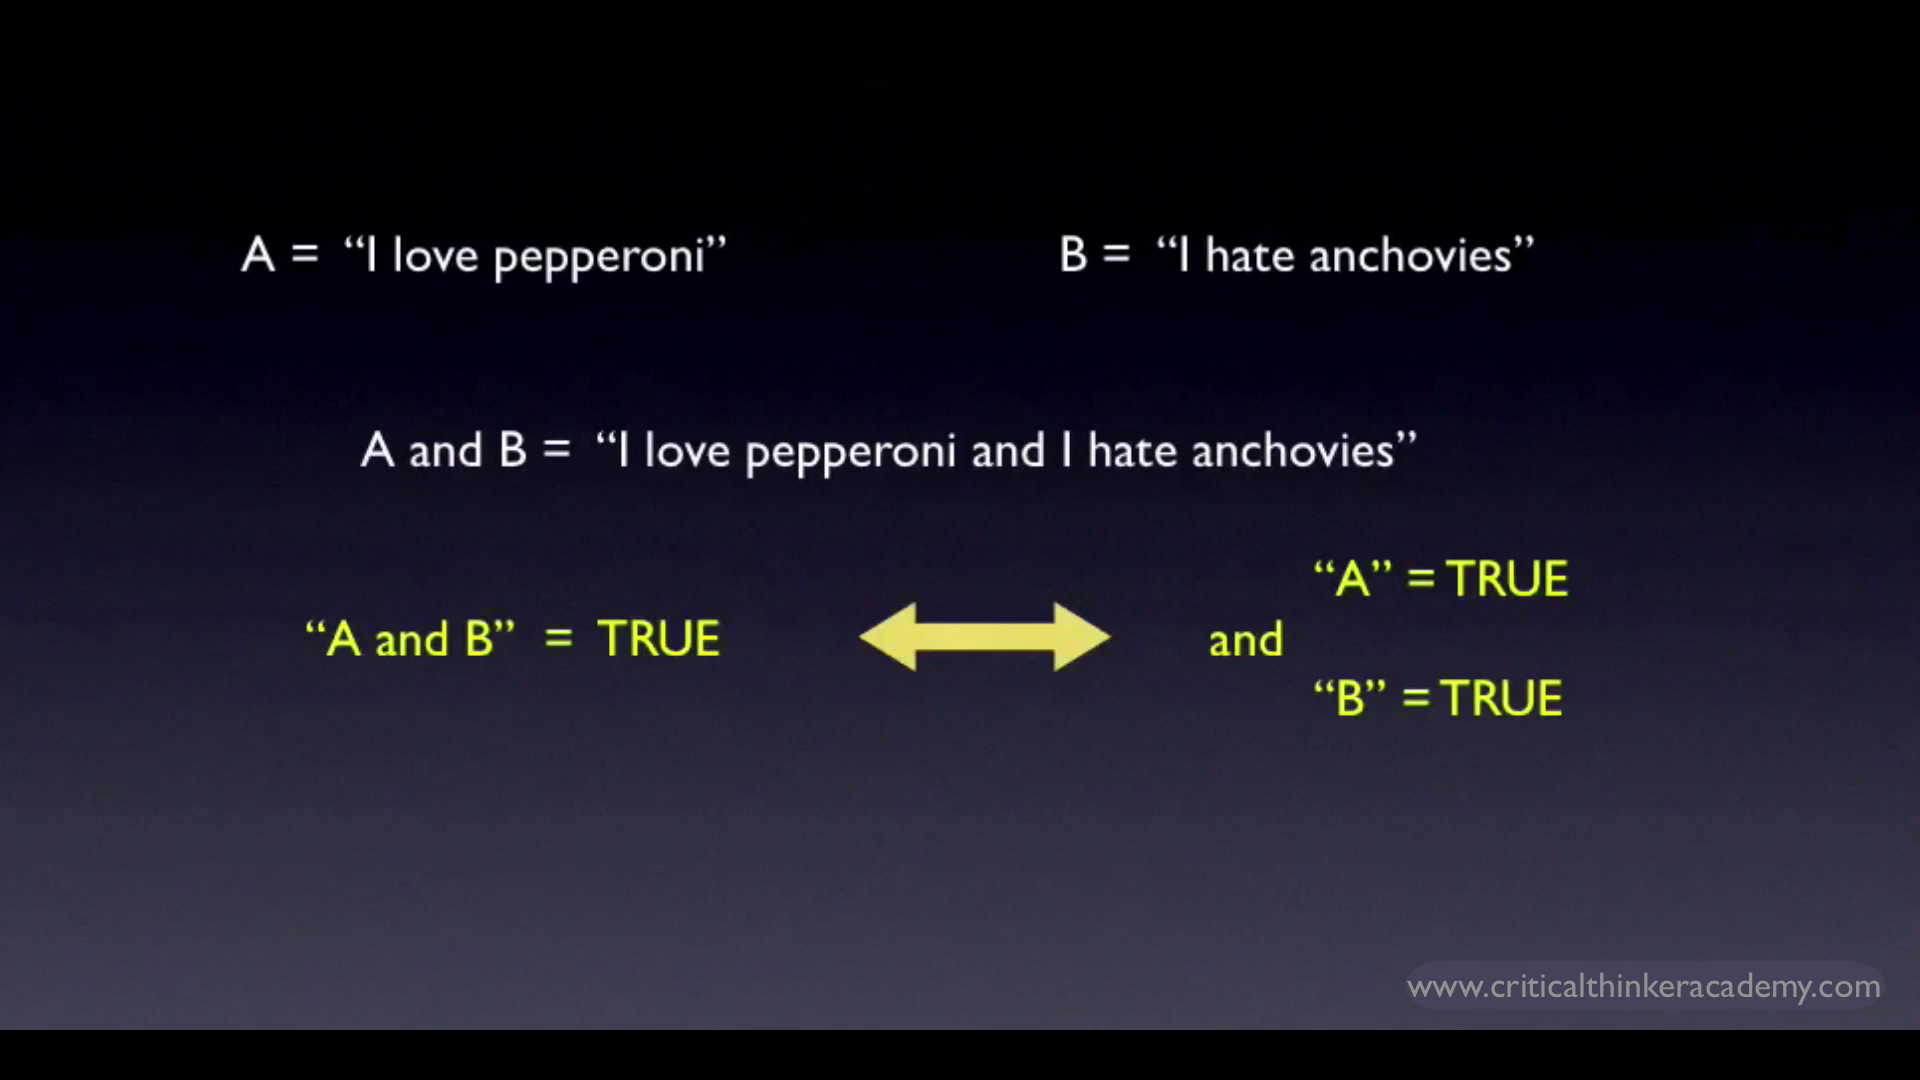 A = “I love pepperoni”
B = “I hate anchovies”
A and B = “I love pepperoni and I hate anchovies”
“A and B” = TRUE
“A” = TRUE
and
“B” = TRUE
www.criticalthinkeracademy.com